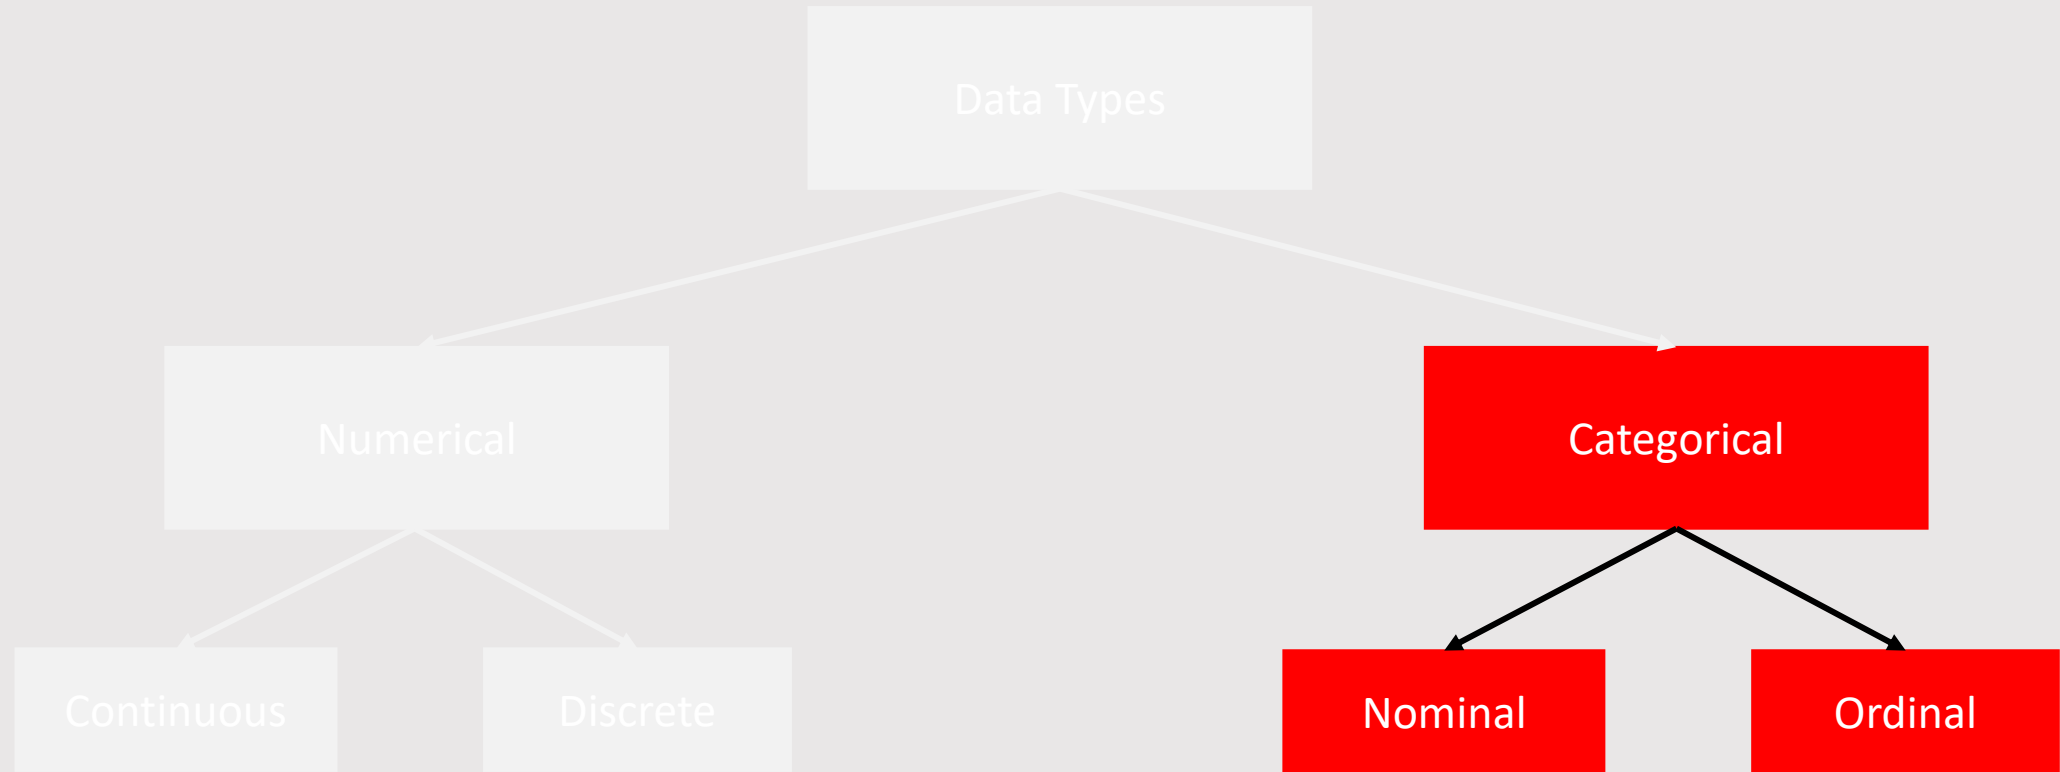 Data Types
Numerical
Categorical
Continuous
Discrete
Nominal
Ordinal